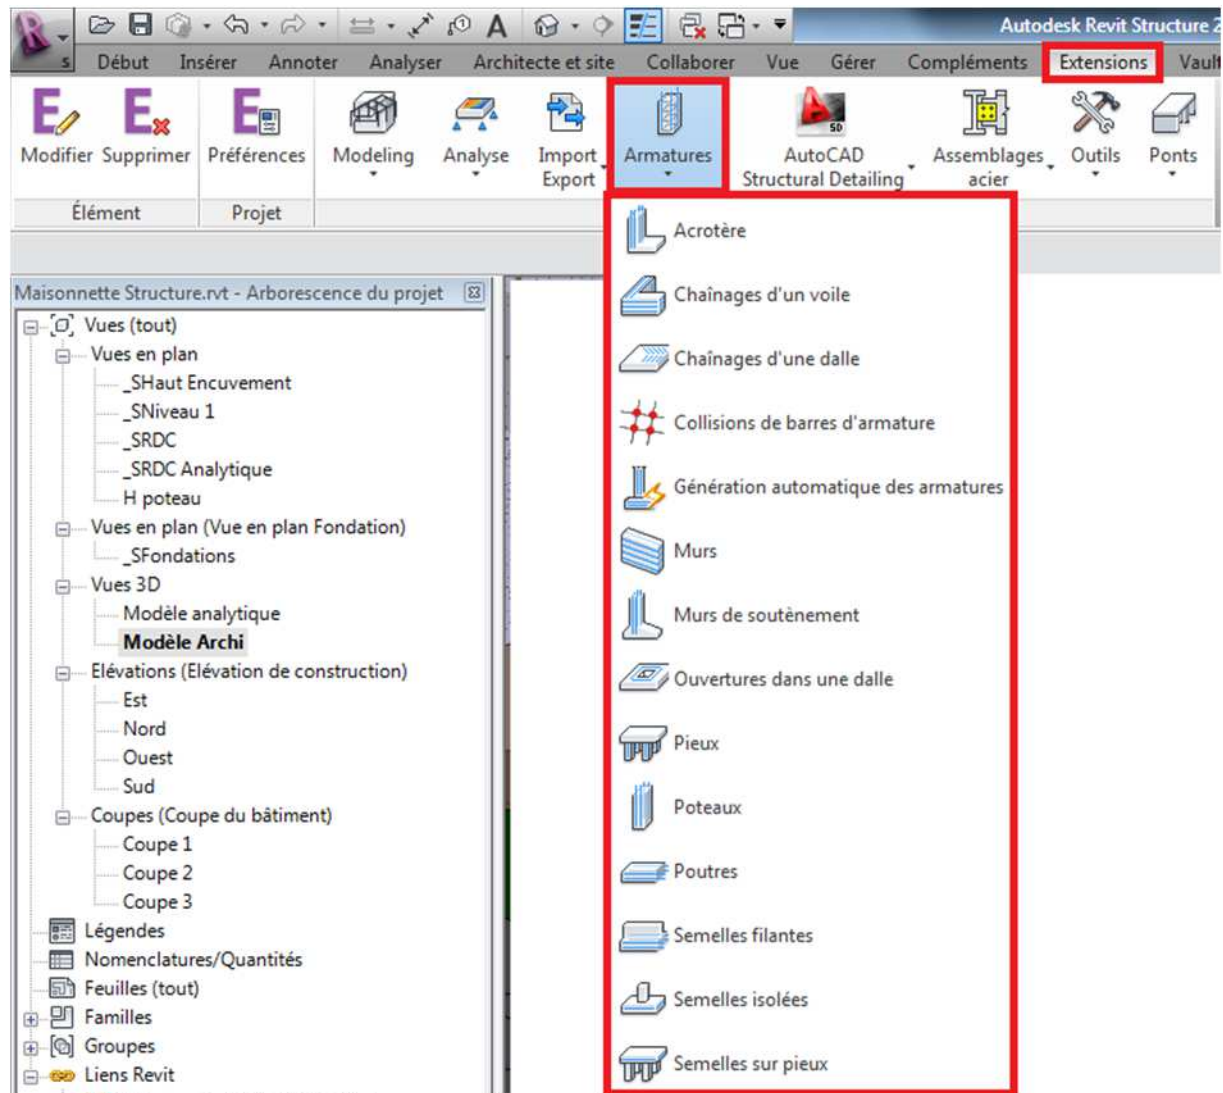 Autodesk Revit Structure 2
Début Insérer Annoter Analyser Architecte et site Collaborer Vue Gérer Compléments Extensions Vault
Modifier Supprimer Préférences Modeling Analyse Import Armatures AutoCAD Assemblages Outils Ponts
Export Structural Detailing acier
Élément Projet
Maisonnette Structure.rvt - Arborescence du projet
Vues (tout)
Vues en plan
_SHaut Encuvement
_SNiveau 1
_SRDC
_SRDC Analytique
H poteau
Vues en plan (Vue en plan Fondation)
_SFondations
Vues 3D
Modèle analytique
Modèle Archi
Elévations (Elévation de construction)
Est
Nord
Ouest
Sud
Coupes (Coupe du bâtiment)
Coupe 1
Coupe 2
Coupe 3
Légendes
Nomenclatures/Quantités
Feuilles (tout)
Familles
Groupes
Liens Revit
Acrotère
Chaînages d'un voile
Chaînages d'une dalle
Collisions de barres d'armature
Génération automatique des armatures
Murs
Murs de soutènement
Ouvertures dans une dalle
Pieux
Poteaux
Poutres
Semelles filantes
Semelles isolées
Semelles sur pieux